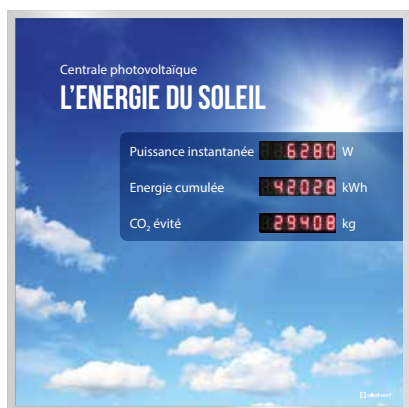 Centrale photovoltaïque
L'ENERGIE DU SOLEIL
Puissance instantanée 6280 W
Energie cumulée 42028 kWh
CO₂ évité 29408 kg